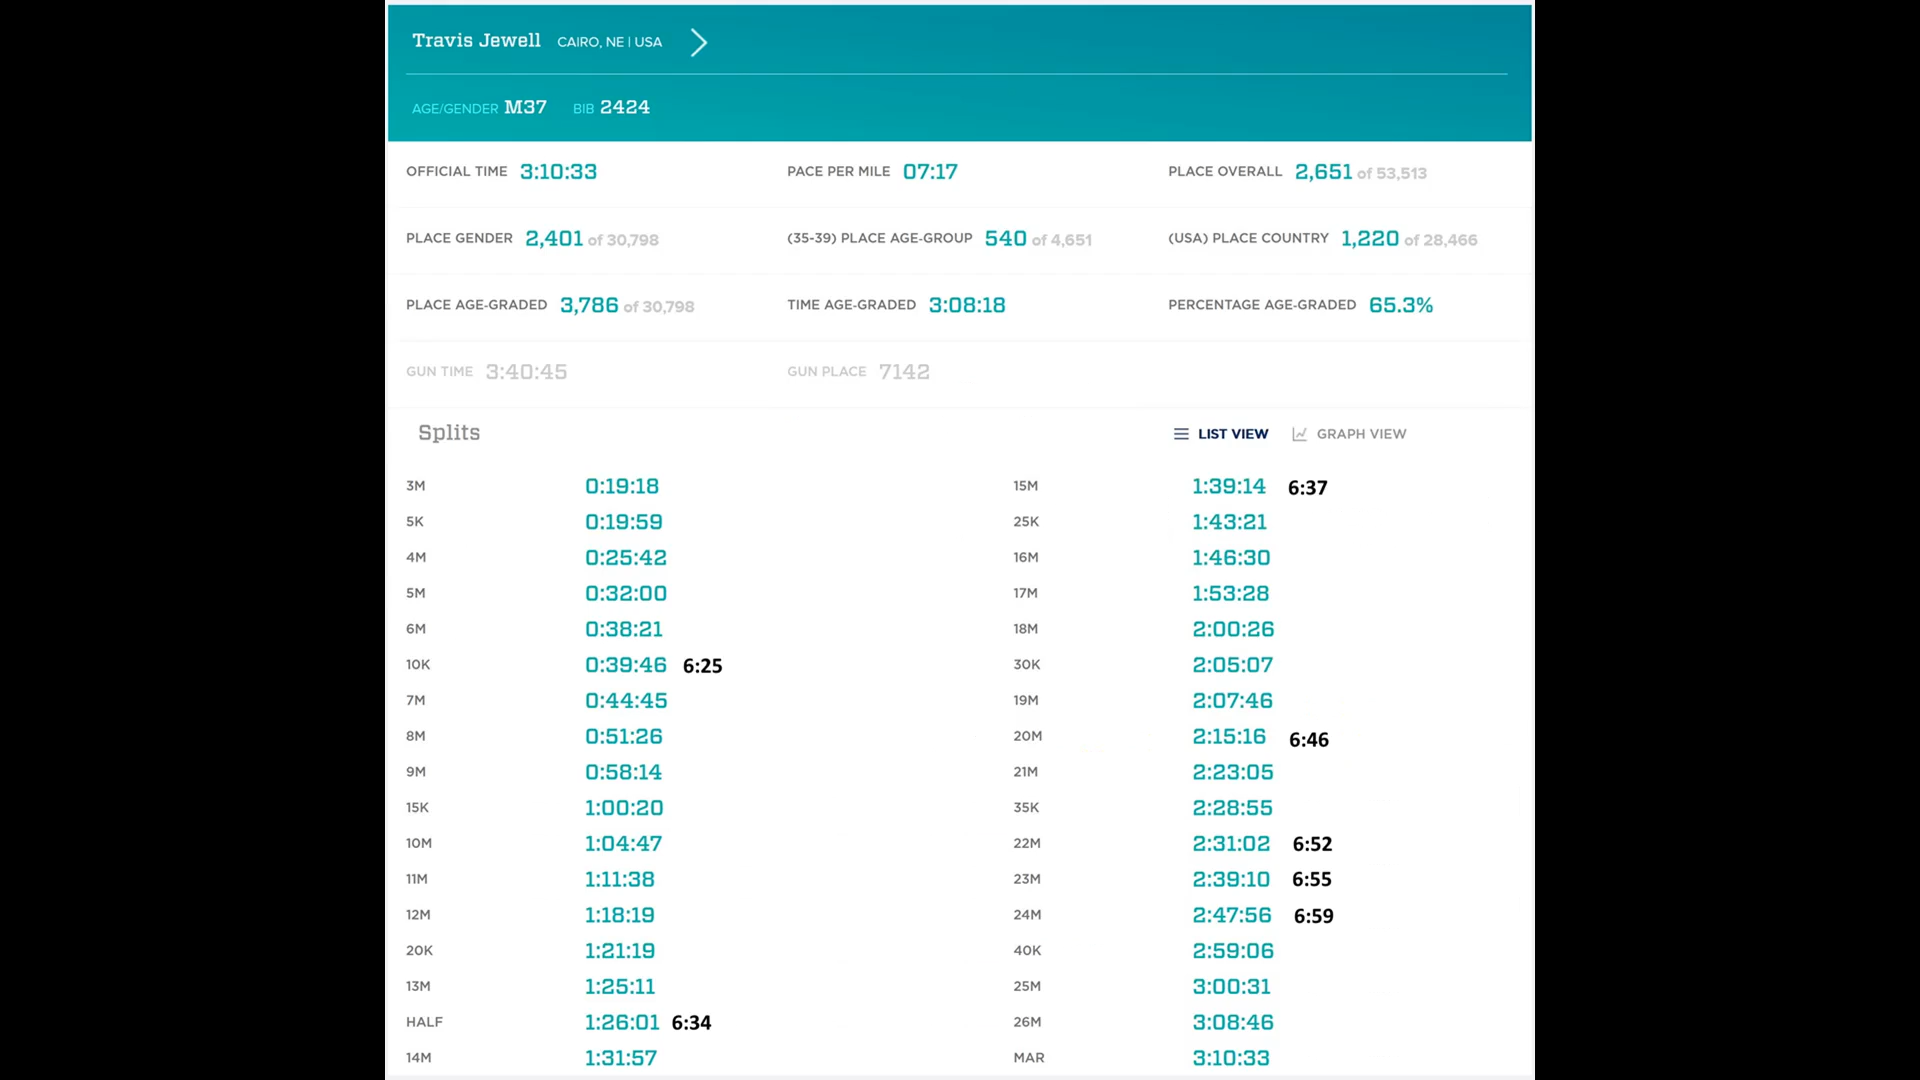 Travis Jewell CAIRO, NE | USA
AGE/GENDER M37 BIB 2424
OFFICIAL TIME 3:10:33 PACE PER MILE 07:17 PLACE OVERALL 2,651 of 53,513
PLACE GENDER 2,401 of 30,798 (35-39) PLACE AGE-GROUP 540 of 4,651 (USA) PLACE COUNTRY 1,220 of 28,466
PLACE AGE-GRADED 3,786 of 30,798 TIME AGE-GRADED 3:08:18 PERCENTAGE AGE-GRADED 65.3%
GUN TIME 3:40:45 GUN PLACE 7142
Splits LIST VIEW GRAPH VIEW
3M 0:19:18 15M 1:39:14 6:37
5K 0:19:59 25K 1:43:21
4M 0:25:42 16M 1:46:30
5M 0:32:00 17M 1:53:28
6M 0:38:21 18M 2:00:26
10K 0:39:46 6:25 30K 2:05:07
7M 0:44:45 19M 2:07:46
8M 0:51:26 20M 2:15:16 6:46
9M 0:58:14 21M 2:23:05
15K 1:00:20 35K 2:28:55
10M 1:04:47 22M 2:31:02 6:52
11M 1:11:38 23M 2:39:10 6:55
12M 1:18:19 24M 2:47:56 6:59
20K 1:21:19 40K 2:59:06
13M 1:25:11 25M 3:00:31
HALF 1:26:01 6:34 26M 3:08:46
14M 1:31:57 MAR 3:10:33